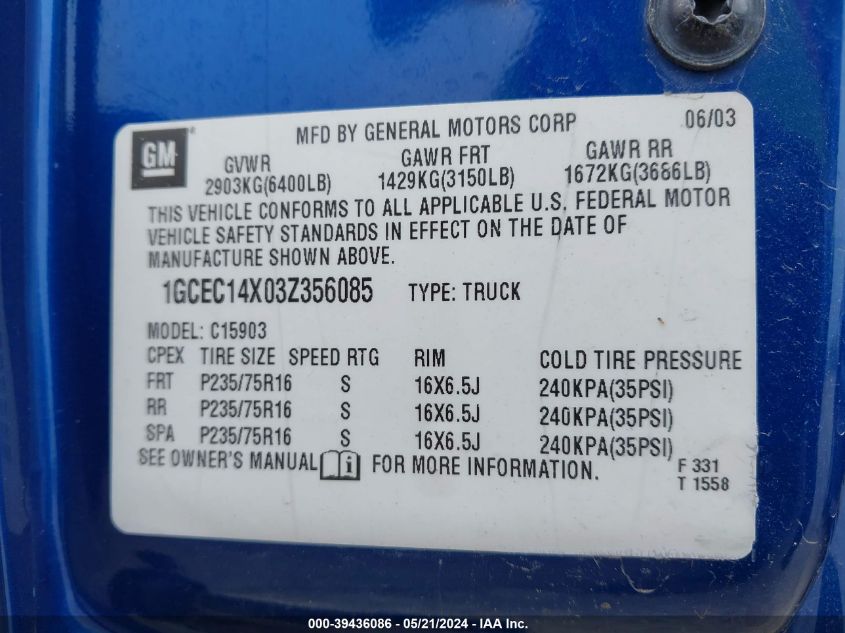 GM
MFD BY GENERAL MOTORS CORP 06/03
GVWR GAWR FRT GAWR RR
2903KG(6400LB) 1429KG(3150LB) 1672KG(3686LB)
THIS VEHICLE CONFORMS TO ALL APPLICABLE U.S. FEDERAL MOTOR
VEHICLE SAFETY STANDARDS IN EFFECT ON THE DATE OF
MANUFACTURE SHOWN ABOVE.
1GCEC14X03Z356085 TYPE: TRUCK
MODEL: C15903
CPEX TIRE SIZE SPEED RTG RIM COLD TIRE PRESSURE
FRT P235/75R16 S 16X6.5J 240KPA(35PSI)
RR P235/75R16 S 16X6.5J 240KPA(35PSI)
SPA P235/75R16 S 16X6.5J 240KPA(35PSI)
SEE OWNER'S MANUAL i FOR MORE INFORMATION.
F 331
T 1558
000-39436086 - 05/21/2024 - IAA Inc.